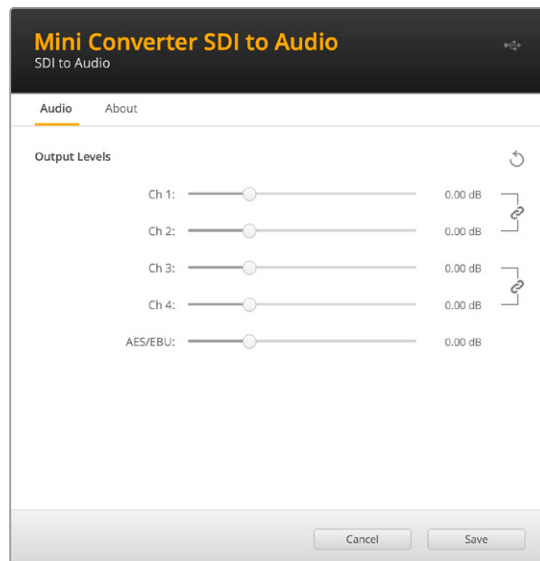 Mini Converter SDI to Audio
SDI to Audio
Audio About
Output Levels
Ch 1: 0.00 dB
Ch 2: 0.00 dB
Ch 3: 0.00 dB
Ch 4: 0.00 dB
AES/EBU: 0.00 dB
Cancel Save